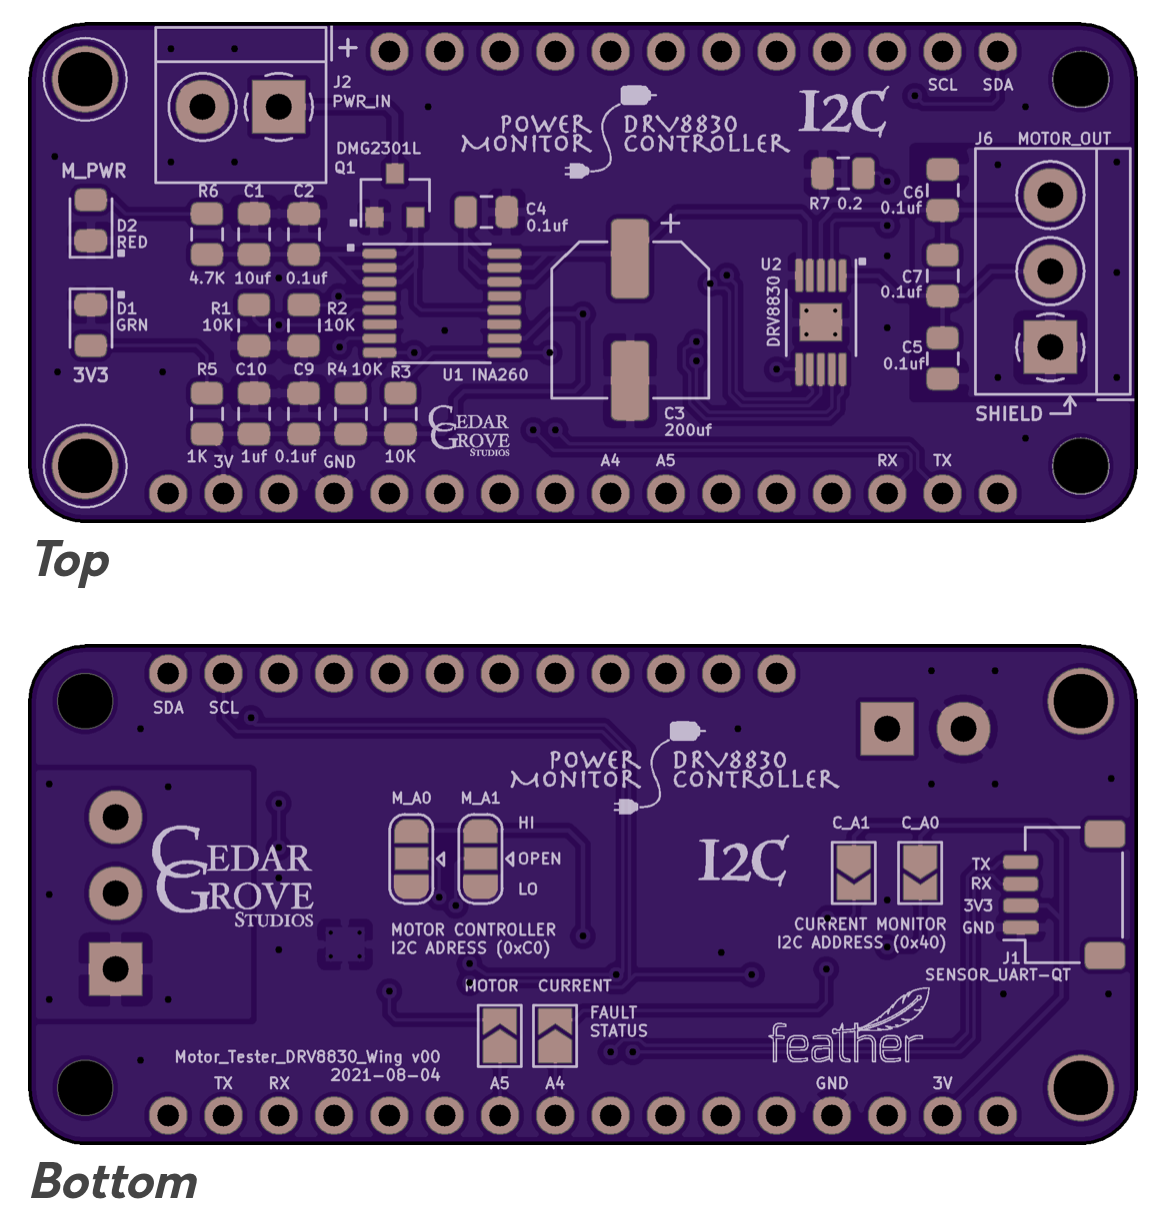 +
J2
PWR_IN
SCL SDA
I2C
POWER DRV8830
MONITOR CONTROLLER
J6 MOTOR_OUT
DMG2301L
Q1
M_PWR
R6 C1 C2
D2
RED
C4
0.1uf
+
R7 0.2
C6
0.1uf
4.7K 10uf 0.1uf
U2
DRV8830
C7
0.1uf
D1
GRN
R1
10K
R2
10K
C5
0.1uf
3V3
R5 C10 C9 R4 10K R3
U1 INA260
CEDAR
GROVE
STUDIOS
C3
200uf
SHIELD
1K 3V 1uf 0.1uf GND 10K
A4 A5 RX TX
Top
SDA SCL
POWER DRV8830
MONITOR CONTROLLER
M_A0 M_A1
HI
OPEN
LO
I2C
C_A1 C_A0
CEDAR
GROVE
STUDIOS
TX
RX
3V3
GND
MOTOR CONTROLLER
I2C ADRESS (0xC0)
CURRENT MONITOR
I2C ADDRESS (0x40)
J1
SENSOR_UART-QT
MOTOR CURRENT
FAULT
STATUS
feather
Motor_Tester_DRV8830_Wing v00
2021-08-04
TX RX A5 A4 GND 3V
Bottom